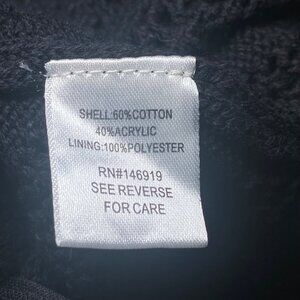 SHELL:60%COTTON
40%ACRYLIC
LINING:100%POLYESTER
RN#146919
SEE REVERSE
FOR CARE